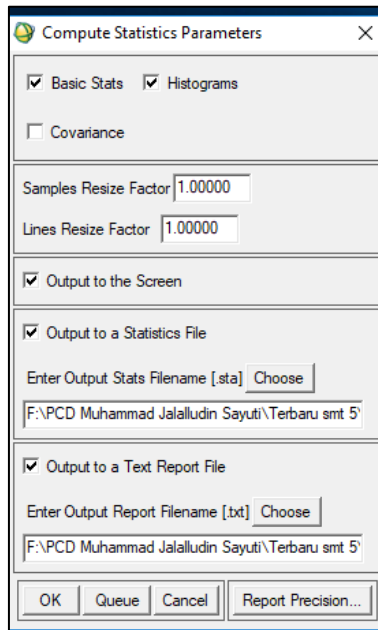 Compute Statistics Parameters
Basic Stats Histograms
Covariance
Samples Resize Factor 1.00000
Lines Resize Factor 1.00000
Output to the Screen
Output to a Statistics File
Enter Output Stats Filename [.sta] Choose
F:\PCD Muhammad Jalalludin Sayuti\Terbaru smt 5\
Output to a Text Report File
Enter Output Report Filename [.txt] Choose
F:\PCD Muhammad Jalalludin Sayuti\Terbaru smt 5\
OK Queue Cancel Report Precision...